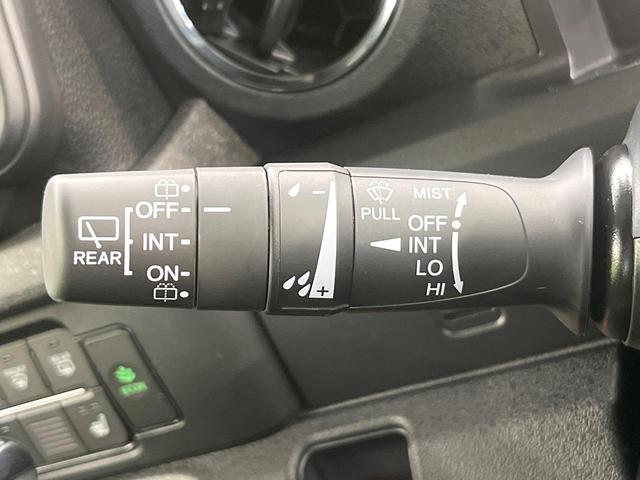 REAR
OFF
INT
ON
-
+
PULL
MIST
OFF
INT
LO
HI
ECON